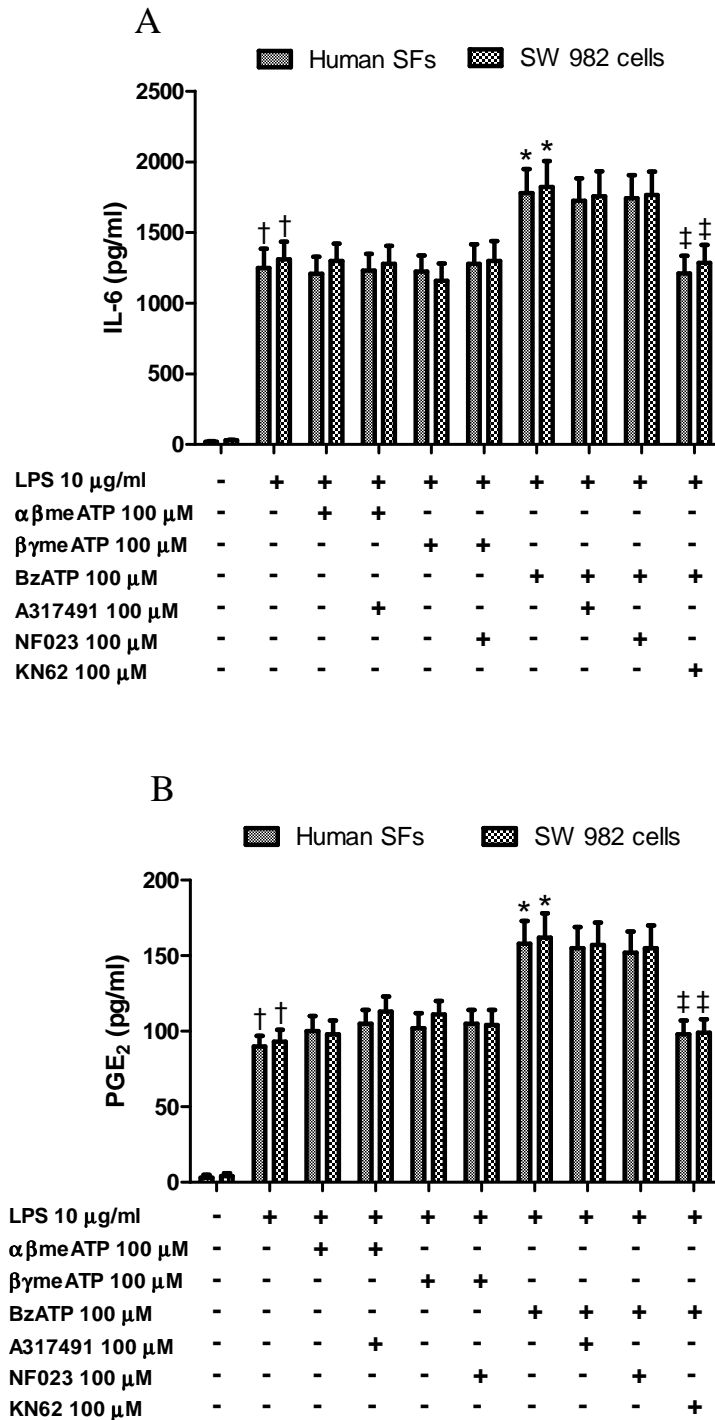 A
Human SFs SW 982 cells
2500
2000
1500
1000
500
0
IL-6 (pg/ml)
* *
† †
‡ ‡
LPS 10 μg/ml - + + + + + + + + +
αβmeATP 100 μM - - + + - - - - - -
βγmeATP 100 μM - - - - + + - - - -
BzATP 100 μM - - - - - - + + + +
A317491 100 μM - - - + - - - + - -
NF023 100 μM - - - - - + - - + -
KN62 100 μM - - - - - - - - - +
B
Human SFs SW 982 cells
200
150
100
50
0
PGE₂ (pg/ml)
* *
† †
‡ ‡
LPS 10 μg/ml - + + + + + + + + +
αβmeATP 100 μM - - + + - - - - - -
βγmeATP 100 μM - - - - + + - - - -
BzATP 100 μM - - - - - - + + + +
A317491 100 μM - - - + - - - + - -
NF023 100 μM - - - - - + - - + -
KN62 100 μM - - - - - - - - - +